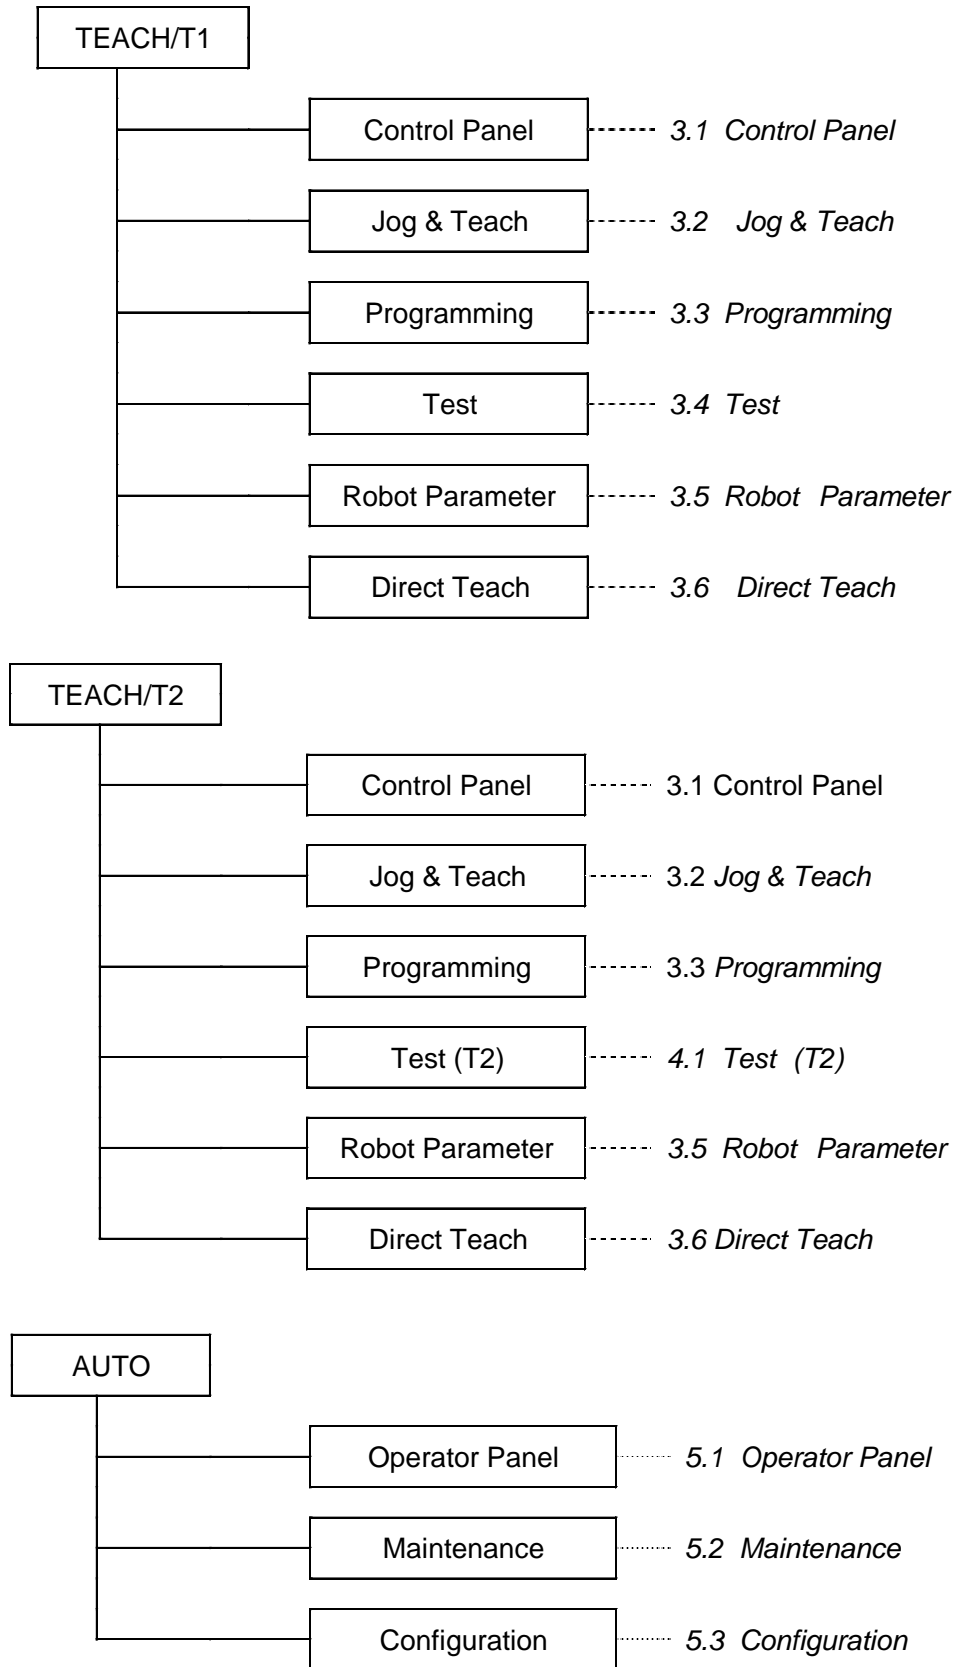 TEACH/T1
Control Panel 3.1 Control Panel
Jog & Teach 3.2 Jog & Teach
Programming 3.3 Programming
Test 3.4 Test
Robot Parameter 3.5 Robot Parameter
Direct Teach 3.6 Direct Teach
TEACH/T2
Control Panel 3.1 Control Panel
Jog & Teach 3.2 Jog & Teach
Programming 3.3 Programming
Test (T2) 4.1 Test (T2)
Robot Parameter 3.5 Robot Parameter
Direct Teach 3.6 Direct Teach
AUTO
Operator Panel 5.1 Operator Panel
Maintenance 5.2 Maintenance
Configuration 5.3 Configuration